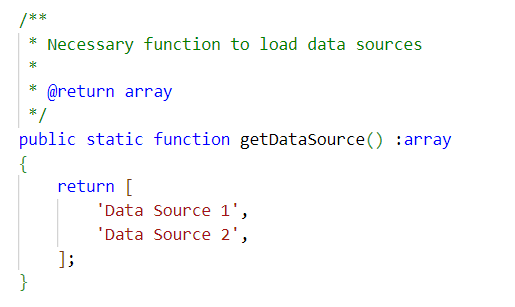 /**
 * Necessary function to load data sources
 *
 * @return array
 */
public static function getDataSource() :array
{
    return [
        'Data Source 1',
        'Data Source 2',
    ];
}